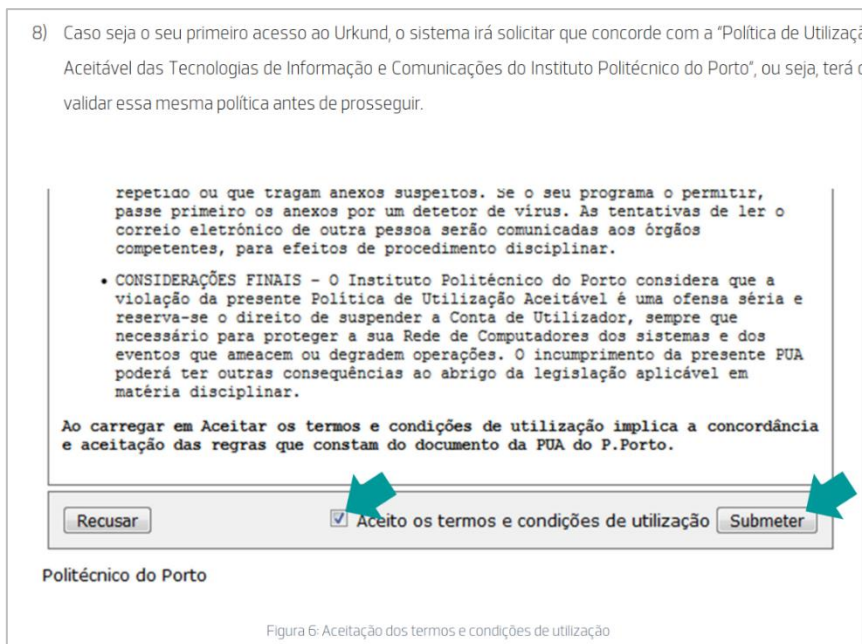 8) Caso seja o seu primeiro acesso ao Urkund, o sistema irá solicitar que concorde com a “Política de Utilizaçã
Aceitável das Tecnologias de Informação e Comunicações do Instituto Politécnico do Porto”, ou seja, terá
validar essa mesma política antes de prosseguir.
repetido ou que tragam anexos suspeitos. Se o seu programa o permitir,
passe primeiro os anexos por um detetor de vírus. As tentativas de ler o
correio eletrónico de outra pessoa serão comunicadas aos órgãos
competentes, para efeitos de procedimento disciplinar.
• CONSIDERAÇÕES FINAIS – O Instituto Politécnico do Porto considera que a
violação da presente Política de Utilização Aceitável é uma ofensa séria e
reserva-se o direito de suspender a Conta de Utilizador, sempre que
necessário para proteger a sua Rede de Computadores dos sistemas e dos
eventos que ameacem ou degradem operações. O incumprimento da presente PUA
poderá ter outras consequências ao abrigo da legislação aplicável em
matéria disciplinar.
Ao carregar em Aceitar os termos e condições de utilização implica a concordância
e aceitação das regras que constam do documento da PUA do P.Porto.
Recusar Aceito os termos e condições de utilização Submeter
Politécnico do Porto
Figura 6: Aceitação dos termos e condições de utilização